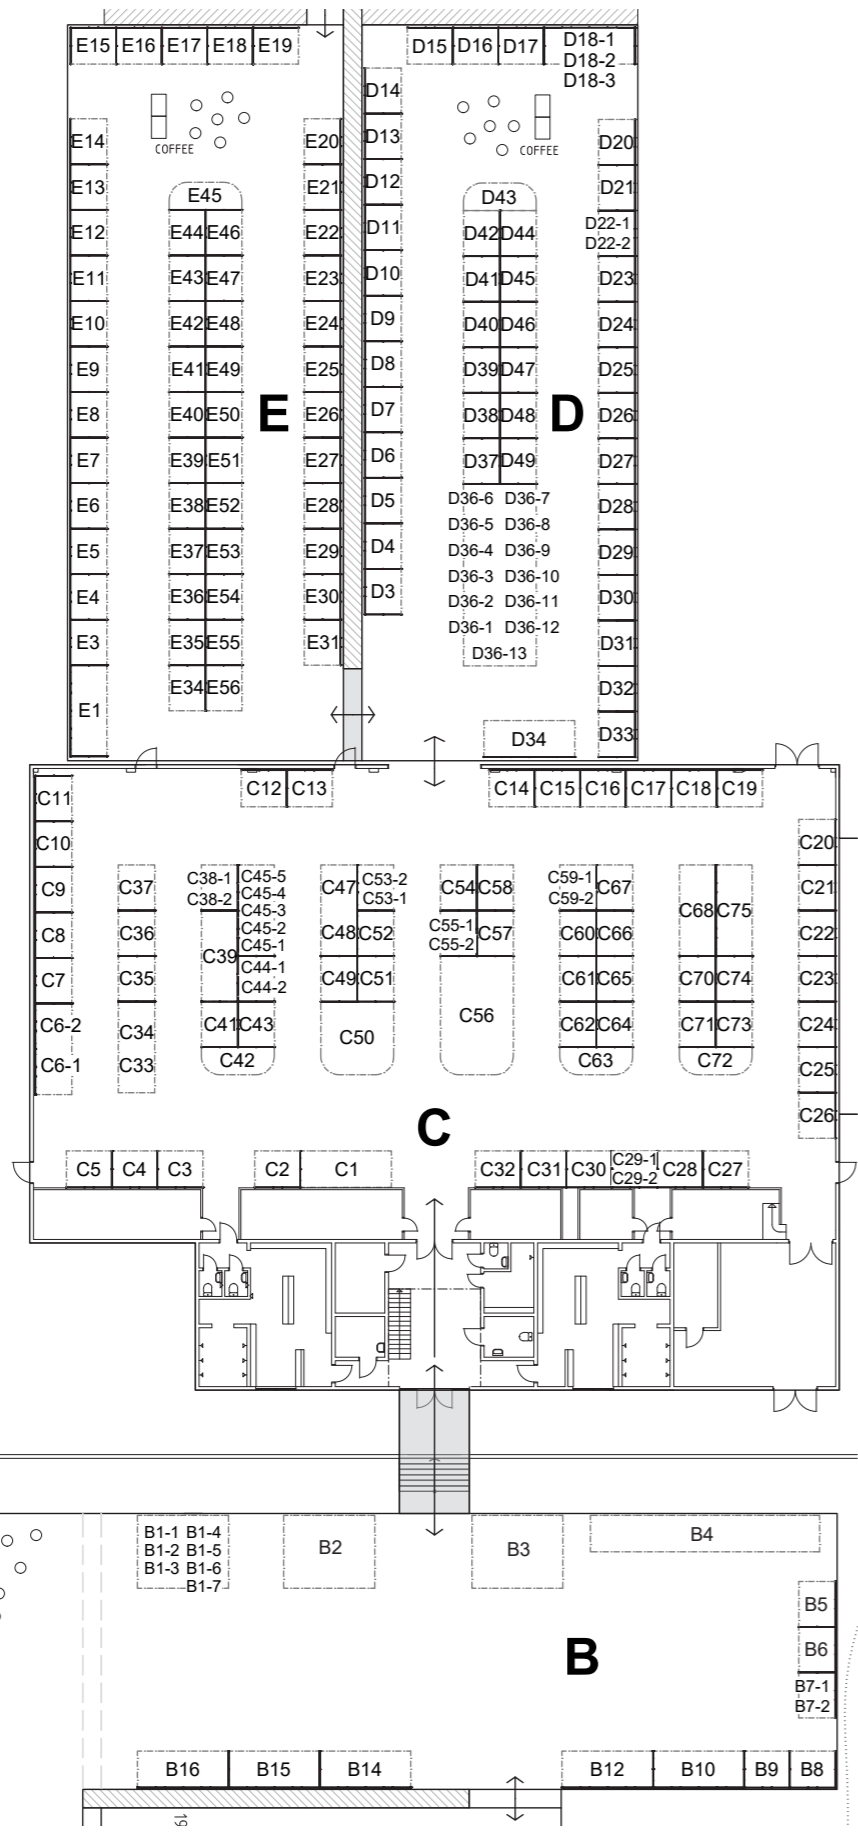 E15 E16 E17 E18 E19
D15 D16 D17 D18-1
D18-2
D18-3
D14
COFFEE
COFFEE
E14 E20 D13 D20
E13 E45 E21 D12 D43 D21
E12 E44 E46 E22 D11 D42 D44 D22-1
D22-2
E11 E43 E47 E23 D10 D41 D45 D23
E10 E42 E48 E24 D9 D40 D46 D24
E9 E41 E49 E25 D8 D39 D47 D25
E8 E40 E50 E E26 D7 D38 D48 D D26
E7 E39 E51 E27 D6 D37 D49 D27
E6 E38 E52 E28 D5 D36-6 D36-7 D28
D36-5 D36-8
E5 E37 E53 E29 D4 D36-4 D36-9 D29
D36-3 D36-10
E4 E36 E54 E30 D3 D36-2 D36-11 D30
D36-1 D36-12
E3 E35 E55 E31 D36-13 D31
E34 E56 D32
E1
D34 D33
C11 C12 C13 C14 C15 C16 C17 C18 C19
C10 C20
C9 C37 C38-1 C45-5 C47 C53-2 C54 C58 C59-1 C67 C21
C38-2 C45-4 C53-1 C59-2
C45-3 C68 C75
C8 C36 C45-2 C48 C52 C55-1 C57 C60 C66 C22
C45-1 C55-2
C7 C35 C39 C44-1 C49 C51 C61 C65 C70 C74 C23
C44-2
C6-2 C34 C41 C43 C50 C56 C62 C64 C71 C73 C24
C6-1 C33 C42 C63 C72 C25
C C26
C5 C4 C3 C2 C1 C32 C31 C30 C29-1 C28 C27
C29-2
B1-1 B1-4 B2 B3 B4
B1-2 B1-5
B1-3 B1-6
B1-7
B5
B B6
B7-1
B7-2
B16 B15 B14 B12 B10 B9 B8
19